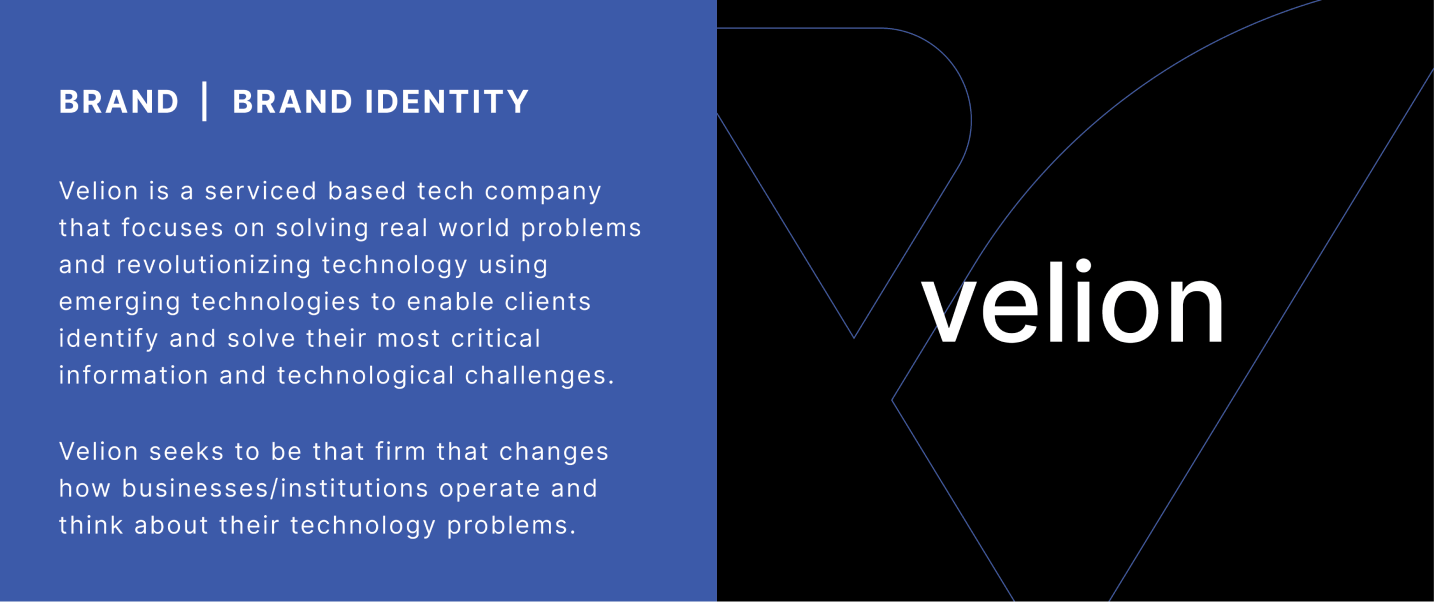 BRAND | BRAND IDENTITY
Velion is a serviced based tech company
that focuses on solving real world problems
and revolutionizing technology using
emerging technologies to enable clients
identify and solve their most critical
information and technological challenges.
Velion seeks to be that firm that changes
how businesses/institutions operate and
think about their technology problems.
velion